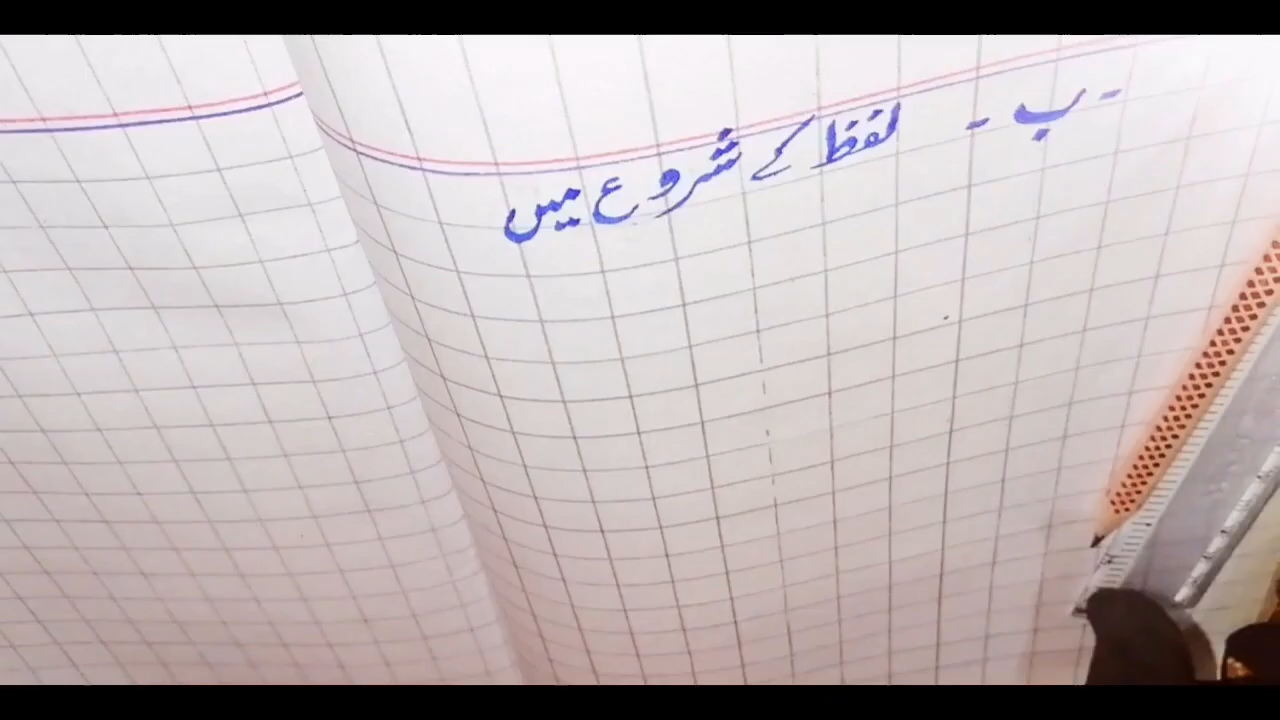 - ب - لفظ کے شروع میں